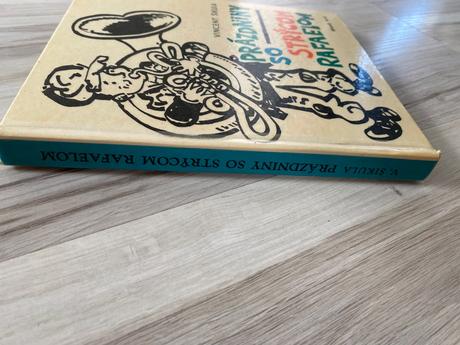 VINCENT ŠIKULA
PRÁZDNINY
SO
STRÝCOM
RAFAELOM
V. ŠIKULA PRÁZDNINY SO STRÝCOM RAFAELOM